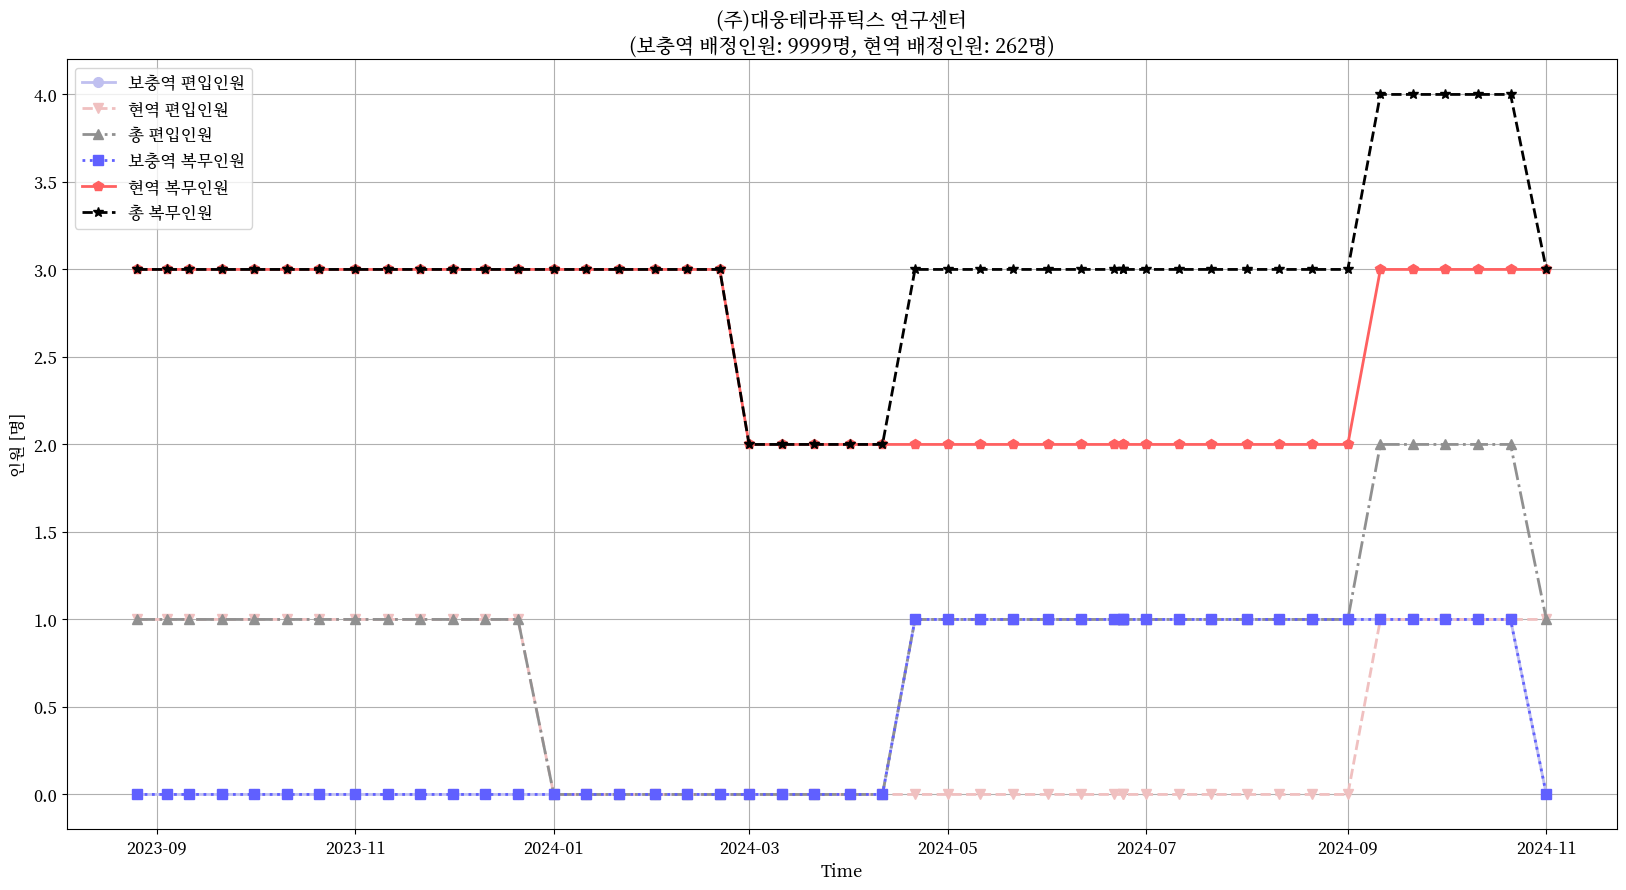 (주)대웅테라퓨틱스 연구센터
(보충역 배정인원: 9999명, 현역 배정인원: 262명)
보충역 편입인원
현역 편입인원
총 편입인원
보충역 복무인원
현역 복무인원
총 복무인원
4.0
3.5
3.0
2.5
2.0
1.5
1.0
0.5
0.0
인원 [명]
2023-09 2023-11 2024-01 2024-03 2024-05 2024-07 2024-09 2024-11
Time